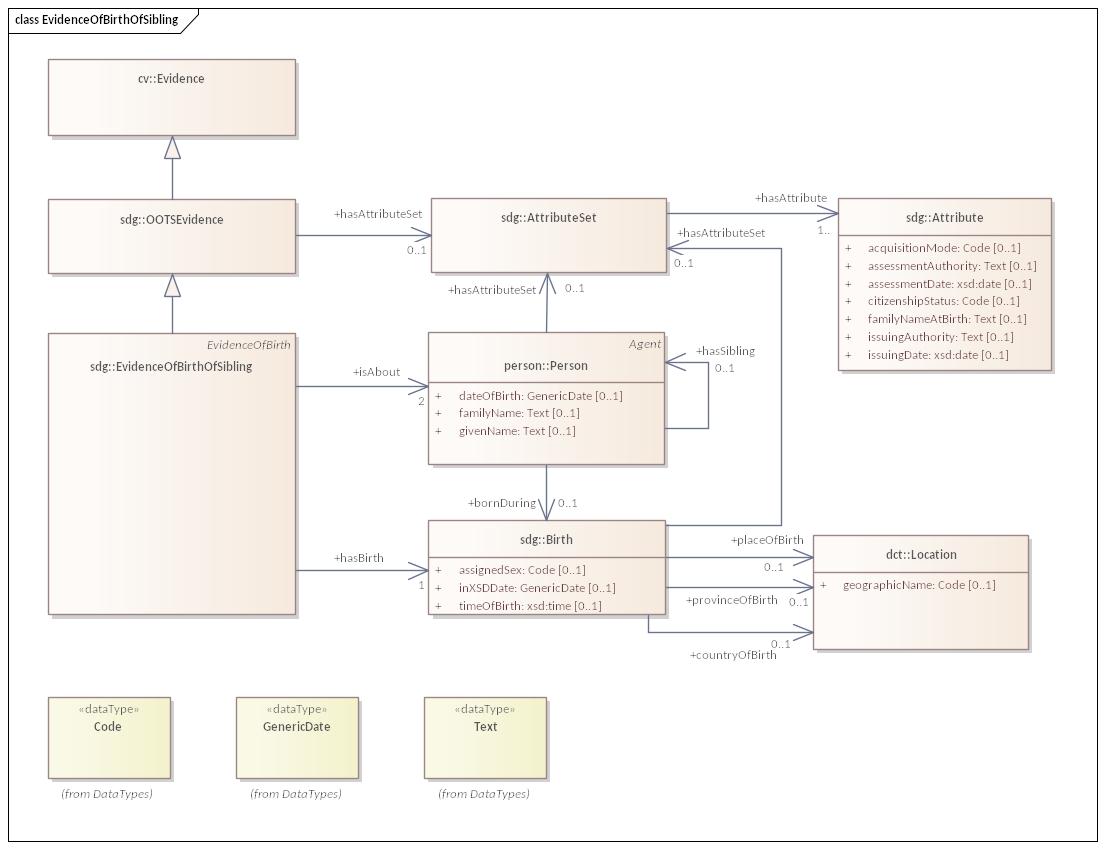 class EvidenceOfBirthOfSibling
cv::Evidence
sdg::OOTSEvidence
+hasAttributeSet
0..1
sdg::AttributeSet
+hasAttribute
1..
+hasAttributeSet
0..1
sdg::Attribute
+ acquisitionMode: Code [0..1]
+ assessmentAuthority: Text [0..1]
+ assessmentDate: xsd:date [0..1]
+ citizenshipStatus: Code [0..1]
+ familyNameAtBirth: Text [0..1]
+ issuingAuthority: Text [0..1]
+ issuingDate: xsd:date [0..1]
+hasAttributeSet
0..1
EvidenceOfBirth
sdg::EvidenceOfBirthOfSibling
+isAbout
2
Agent
person::Person
+ dateOfBirth: GenericDate [0..1]
+ familyName: Text [0..1]
+ givenName: Text [0..1]
+hasSibling
0..1
+bornDuring
0..1
+hasBirth
1
sdg::Birth
+ assignedSex: Code [0..1]
+ inXSDDate: GenericDate [0..1]
+ timeOfBirth: xsd:time [0..1]
+placeOfBirth
0..1
+provinceOfBirth
0..1
0..1
+countryOfBirth
dct::Location
+ geographicName: Code [0..1]
«dataType»
Code
(from DataTypes)
«dataType»
GenericDate
(from DataTypes)
«dataType»
Text
(from DataTypes)